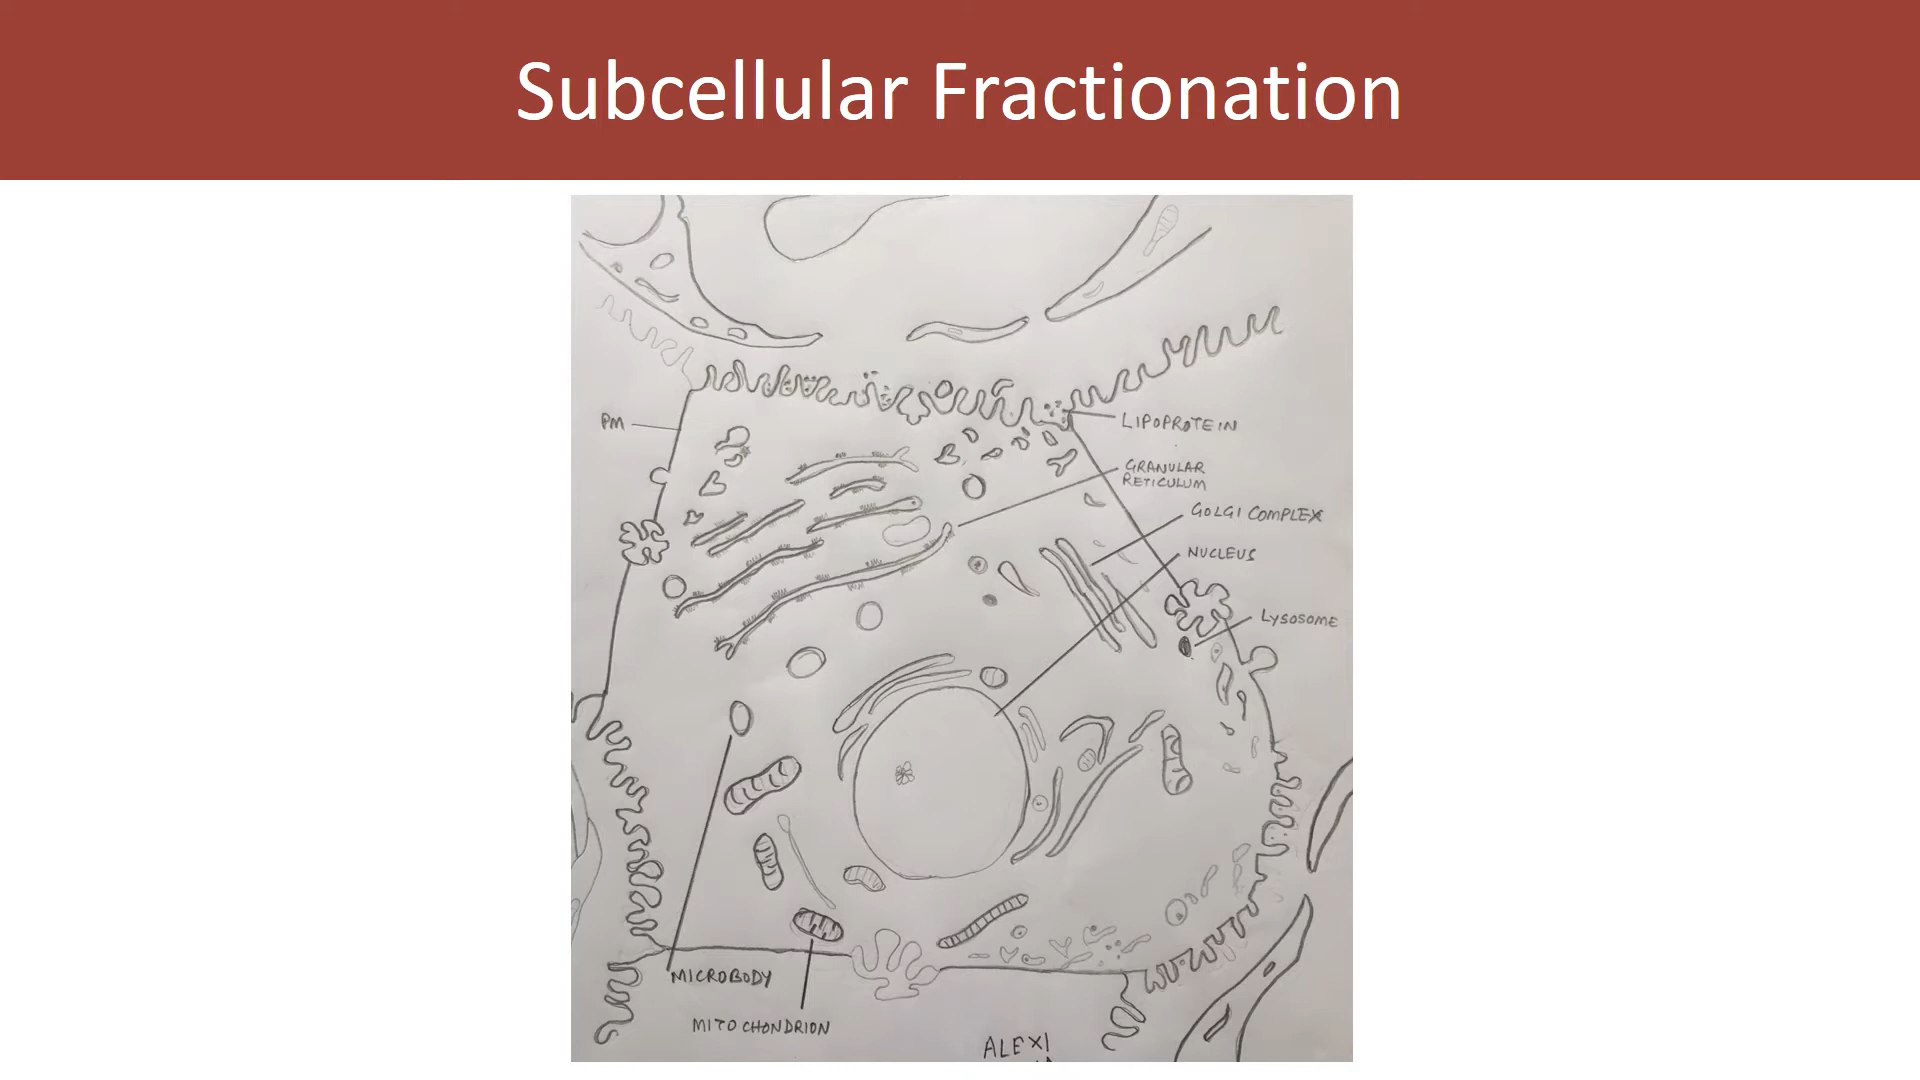 Subcellular Fractionation
PM
LIPOPROTEIN
GRANULAR
RETICULUM
GOLGI COMPLEX
NUCLEUS
LYSOSOME
MICROBODY
MITOCHONDRION
ALEXI